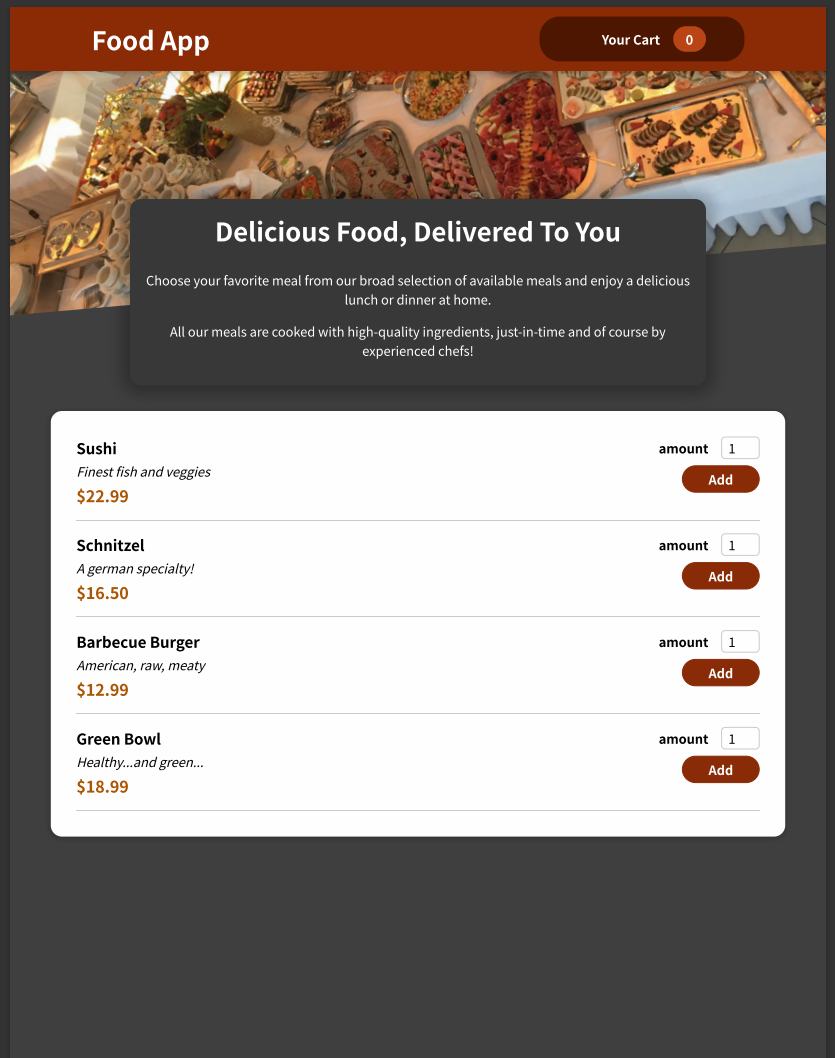 Food App
Your Cart 0
Delicious Food, Delivered To You
Choose your favorite meal from our broad selection of available meals and enjoy a delicious
lunch or dinner at home.
All our meals are cooked with high-quality ingredients, just-in-time and of course by
experienced chefs!
Sushi
Finest fish and veggies
$22.99
amount 1
Add
Schnitzel
A german specialty!
$16.50
amount 1
Add
Barbecue Burger
American, raw, meaty
$12.99
amount 1
Add
Green Bowl
Healthy...and green...
$18.99
amount 1
Add